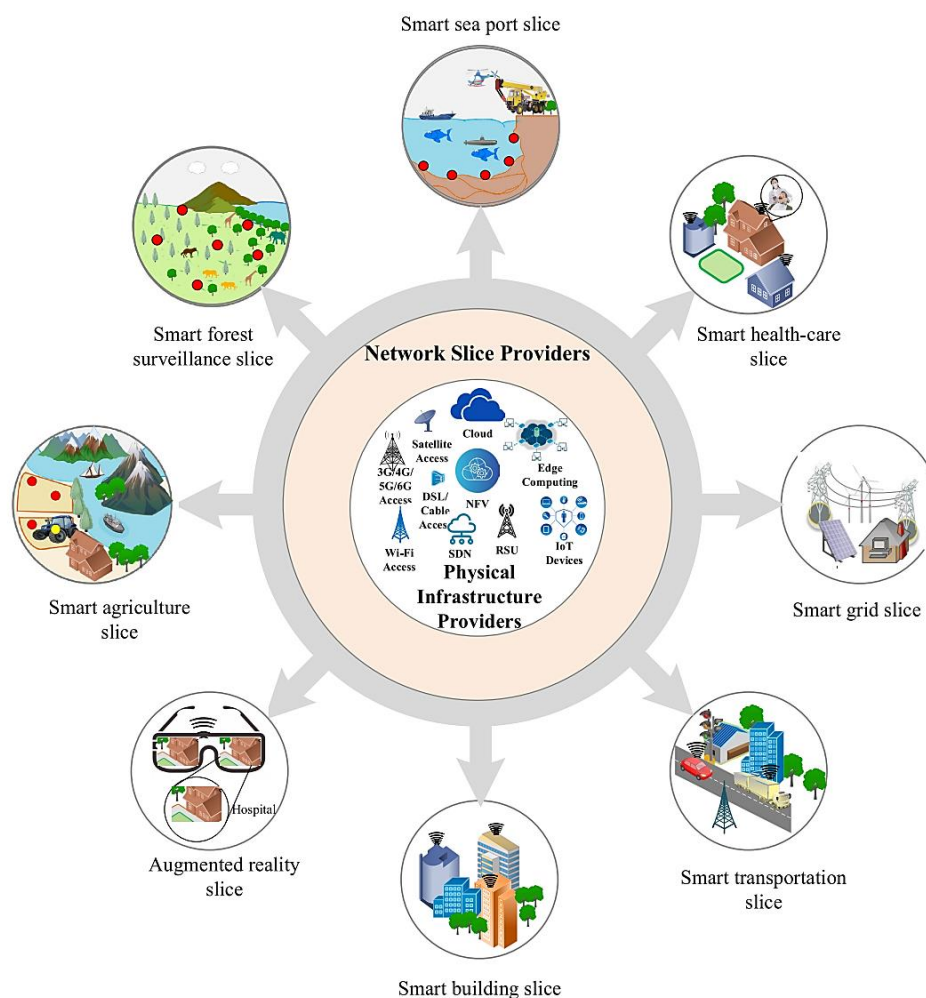 Smart sea port slice
Smart forest
surveillance slice
Smart health-care
slice
Network Slice Providers
Cloud
Satellite
Access
3G/4G/
5G/6G
Access
Edge
Computing
DSL/
Cable
Acces
NFV
Wi-Fi
Access
SDN
RSU
IoT
Devices
Physical
Infrastructure
Providers
Smart agriculture
slice
Smart grid slice
Hospital
Augmented reality
slice
Smart transportation
slice
Smart building slice